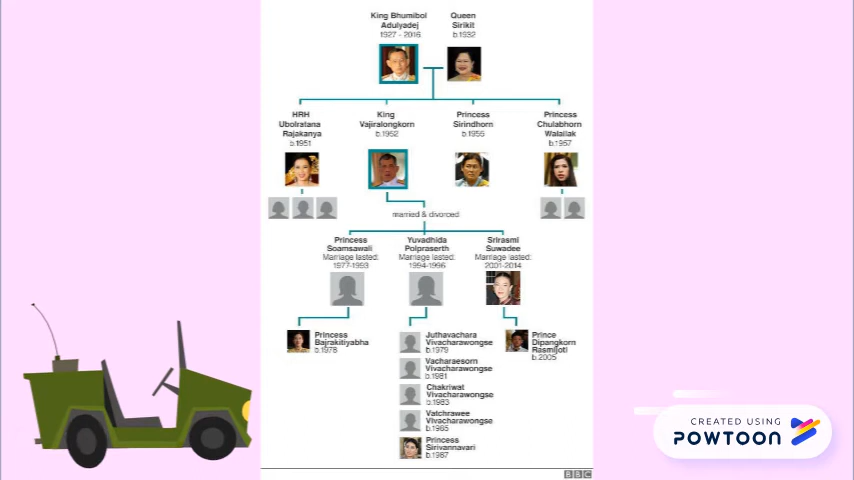 King Bhumibol
Adulyadej
1927 - 2016
Queen
Sirikit
b.1932
HRH
Ubolratana
Rajakanya
b.1951
King
Vajiralongkorn
b.1952
Princess
Sirindhorn
b.1955
Princess
Chulabhorn
Walailak
b.1957
married & divorced
Princess
Soamsawali
Marriage lasted:
1977-1993
Yuvadhida
Polpraserth
Marriage lasted:
1994-1996
Srirasmi
Suwadee
Marriage lasted:
2001-2014
Princess
Bajrakitiyabha
b.1978
Juthavachara
Vivacharawongse
b.1979
Vacharaesorn
Vivacharawongse
b.1981
Chakriwat
Vivacharawongse
b.1983
Vatchrawee
Vivacharawongse
b.1985
Princess
Sirivannavari
b.1987
Prince
Dipangkorn
Rasmijoti
b.2005
BBC
CREATED USING
POWTOON